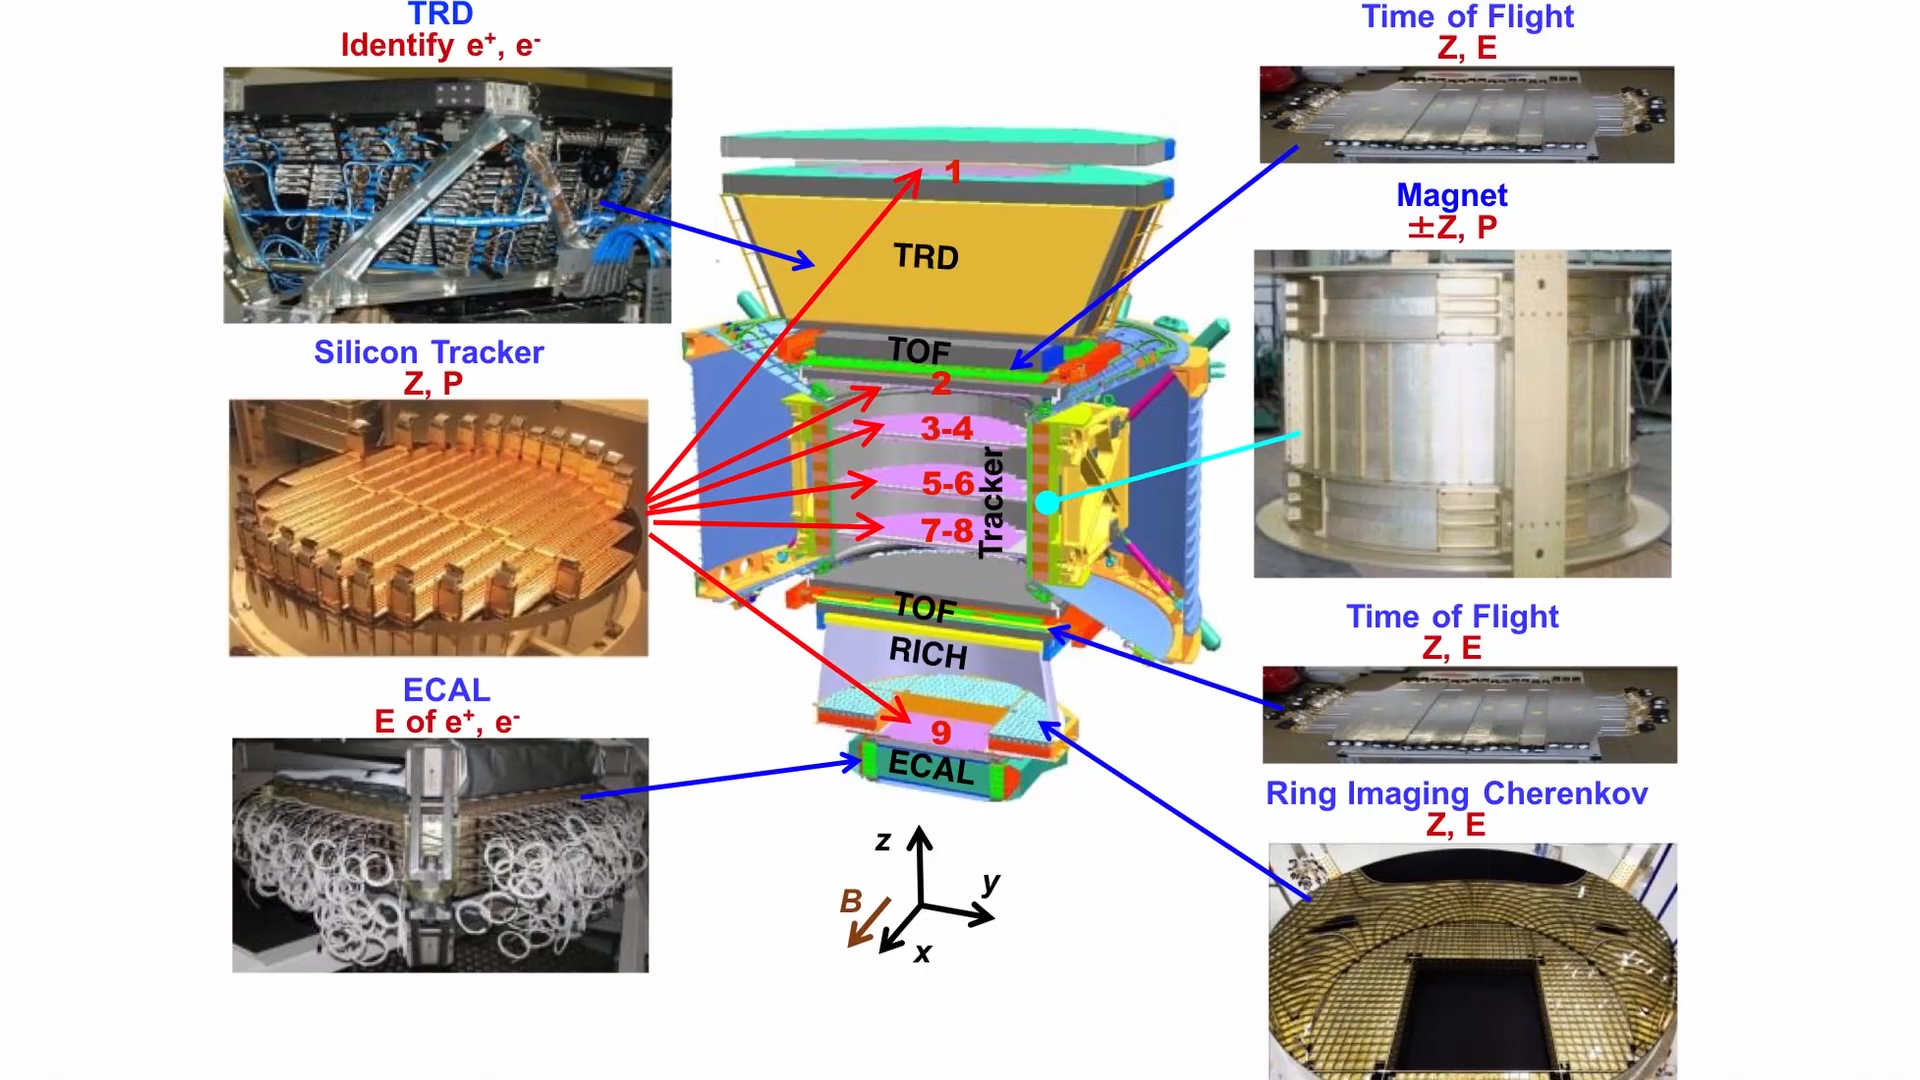 TRD
Identify e⁺, e⁻
Silicon Tracker
Z, P
ECAL
E of e⁺, e⁻
1
TRD
TOF
2
3-4
5-6
7-8
Tracker
TOF
RICH
9
ECAL
z
y
B
x
Time of Flight
Z, E
Magnet
±Z, P
Time of Flight
Z, E
Ring Imaging Cherenkov
Z, E